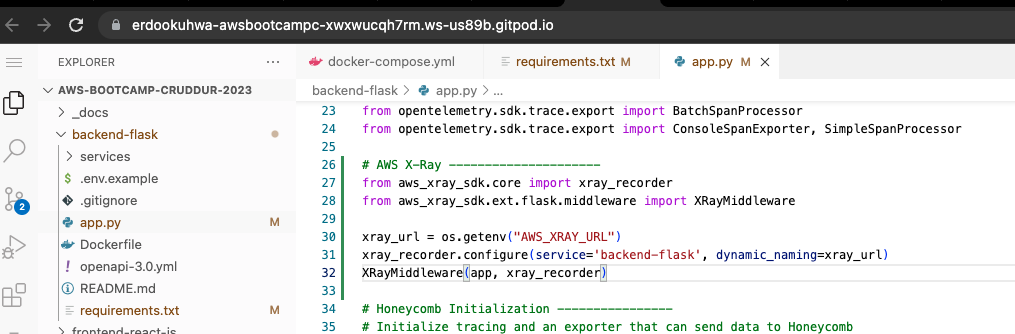 erdookuhwa-awsbootcampc-xwxwucqh7rm.ws-us89b.gitpod.io
EXPLORER
AWS-BOOTCAMP-CRUDDUR-2023
_docs
backend-flask
services
$ .env.example
.gitignore
app.py M
Dockerfile
! openapi-3.0.yml
README.md
requirements.txt M
frontend-react-js
2
docker-compose.yml
requirements.txt M
app.py M
backend-flask > app.py > ...
23 from opentelemetry.sdk.trace.export import BatchSpanProcessor
24 from opentelemetry.sdk.trace.export import ConsoleSpanExporter, SimpleSpanProcessor
25
26 # AWS X-Ray ---------------------
27 from aws_xray_sdk.core import xray_recorder
28 from aws_xray_sdk.ext.flask.middleware import XRayMiddleware
29
30 xray_url = os.getenv("AWS_XRAY_URL")
31 xray_recorder.configure(service='backend-flask', dynamic_naming=xray_url)
32 XRayMiddleware(app, xray_recorder)
33
34 # Honeycomb Initialization ----------------
35 # Initialize tracing and an exporter that can send data to Honeycomb